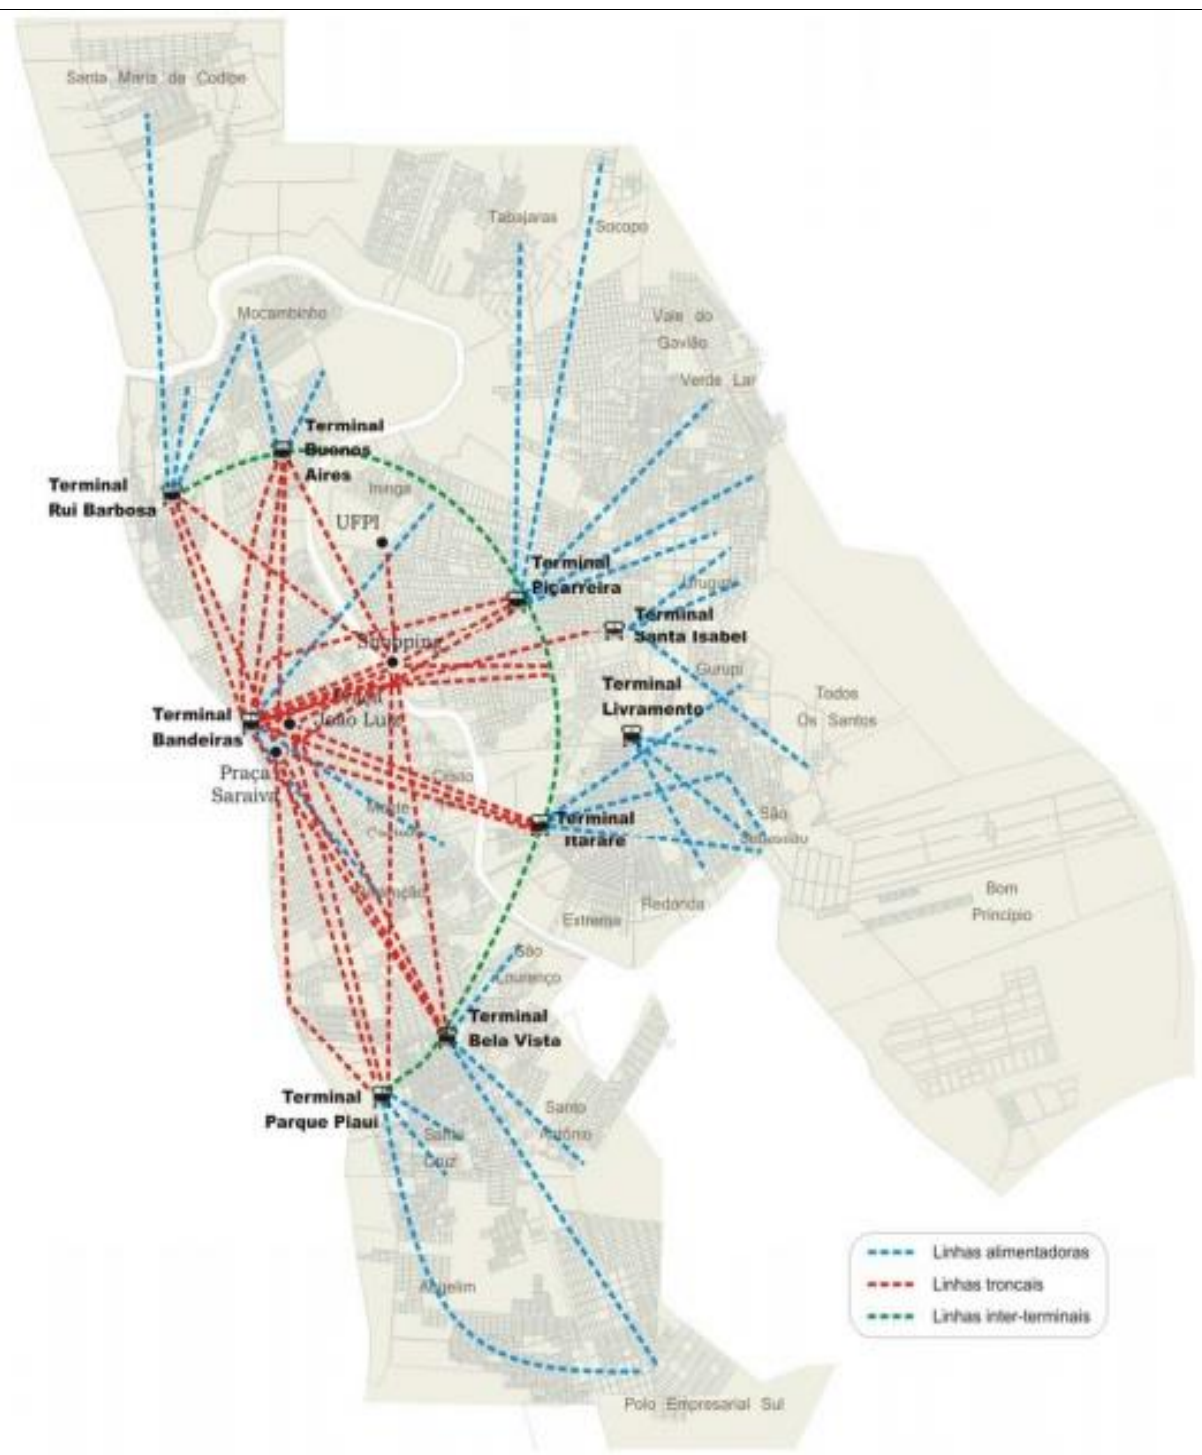 Santa Maria da Codipe
Tabajaras
Socopo
Mocambinho
Vale do
Gavião
Verde Lar
Terminal
Buenos
Aires
Terminal
Rui Barbosa
Ininga
UFPI
Terminal
Piçarreira
Uruguai
Terminal
Santa Isabel
Shopping
Gurupi
Terminal
Livramento
Todos
Os Santos
Terminal
Bandeiras
João Luis
Praça
Saraiva
Cristo
Monte
Terminal
Itararé
São
Bom
Princípio
Redonda
Extrema
São
Lourenço
Terminal
Bela Vista
Terminal
Parque Piauí
Santo
Antônio
Santa
Cruz
Angelim
Linhas alimentadoras
Linhas troncais
Linhas inter-terminais
Polo Empresarial Sul